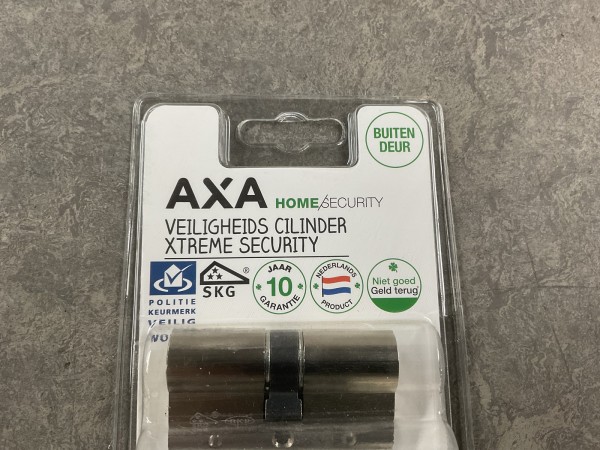 BUITEN
DEUR
AXA HOME/SECURITY
VEILIGHEIDS CILINDER
XTREME SECURITY
POLITIE
KEURMERK
VEILIG
WO
SKG®
JAAR
10
GARANTIE
NEDERLANDS
PRODUCT
Niet goed
Geld terug